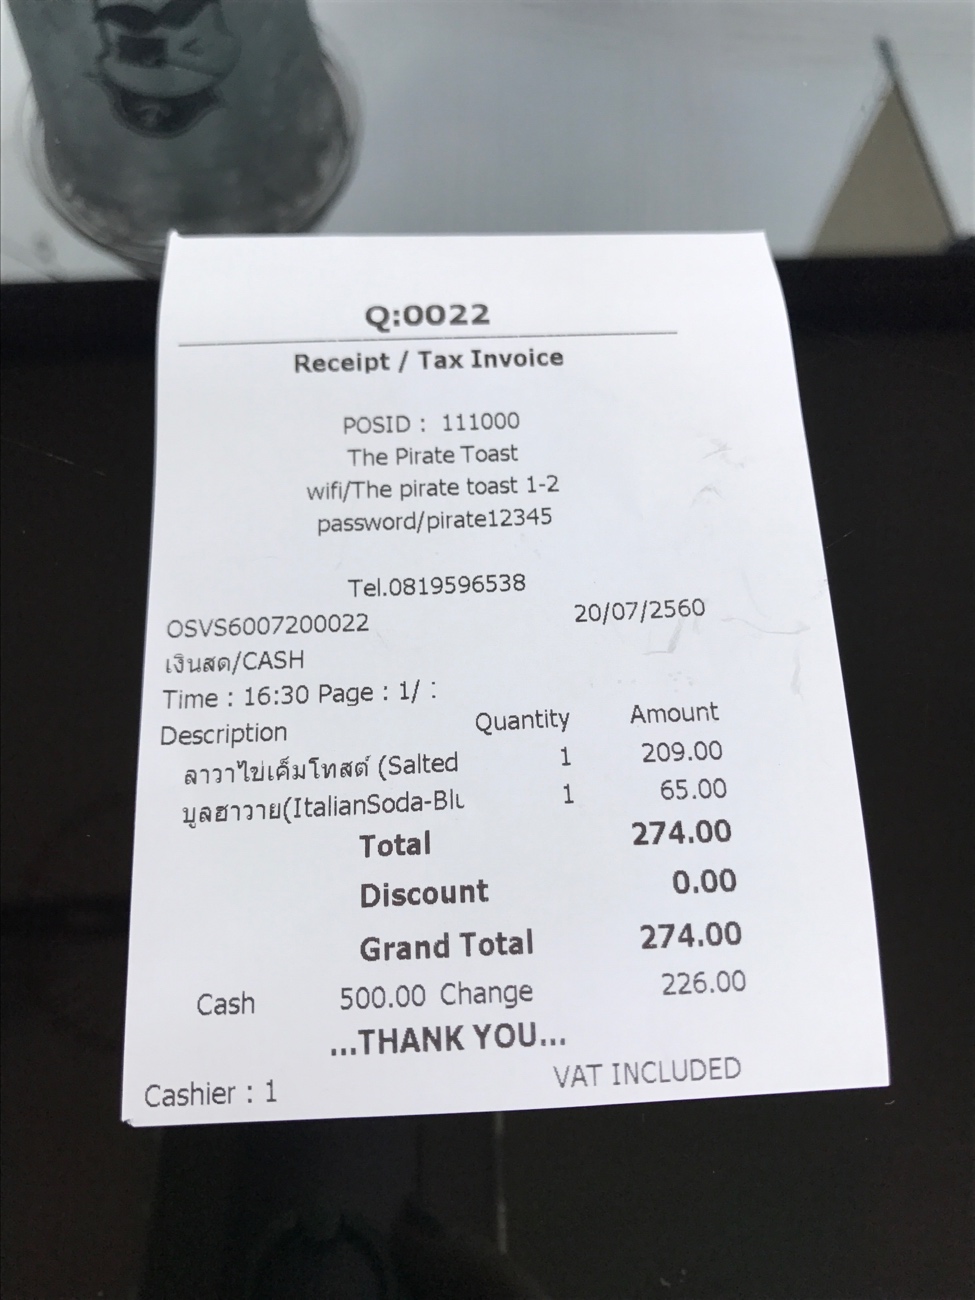 Q:0022
Receipt / Tax Invoice
POSID : 111000
The Pirate Toast
wifi/The pirate toast 1-2
password/pirate12345
Tel.0819596538
OSVS6007200022 20/07/2560
เงินสด/CASH
Time : 16:30 Page : 1/ :
Description Quantity Amount
ลาวาไข่เค็มโทสต์ (Salted 1 209.00
บูลฮาวาย(ItalianSoda-Blu 1 65.00
Total 274.00
Discount 0.00
Grand Total 274.00
Cash 500.00 Change 226.00
...THANK YOU...
Cashier : 1 VAT INCLUDED